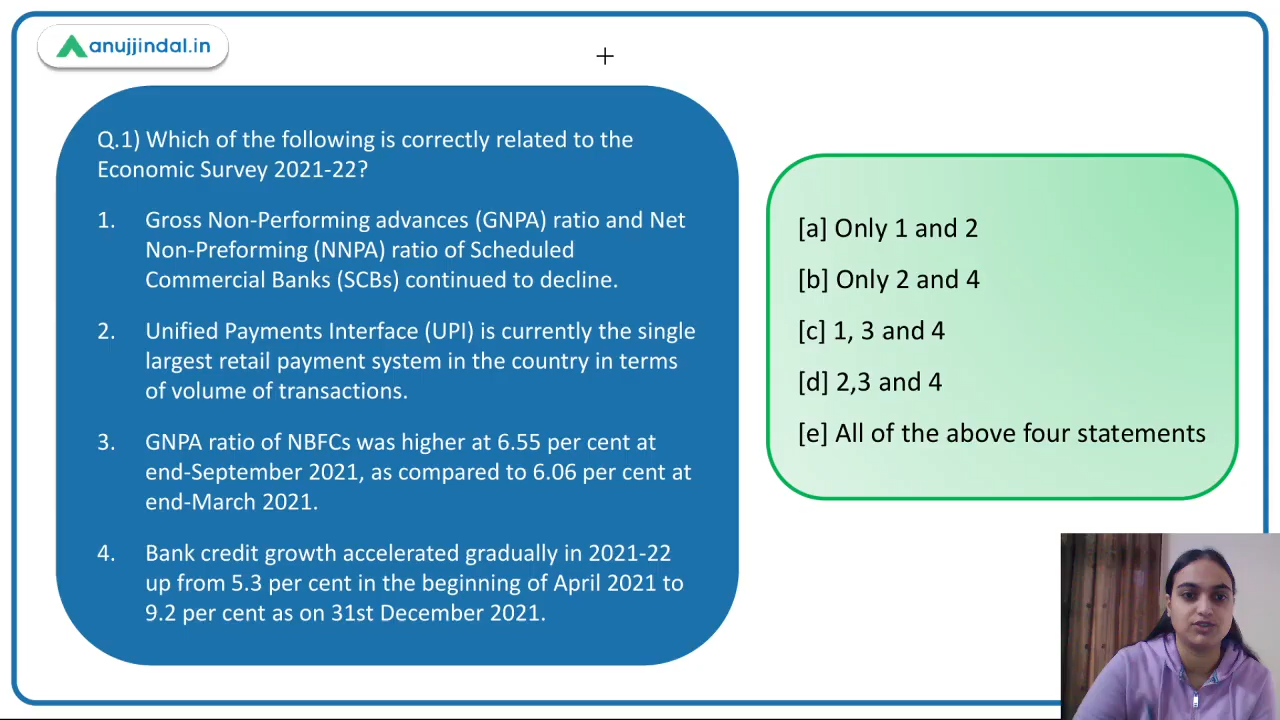 anujjindal.in
Q.1) Which of the following is correctly related to the
Economic Survey 2021-22?
1. Gross Non-Performing advances (GNPA) ratio and Net
Non-Preforming (NNPA) ratio of Scheduled
Commercial Banks (SCBs) continued to decline.
2. Unified Payments Interface (UPI) is currently the single
largest retail payment system in the country in terms
of volume of transactions.
3. GNPA ratio of NBFCs was higher at 6.55 per cent at
end-September 2021, as compared to 6.06 per cent at
end-March 2021.
4. Bank credit growth accelerated gradually in 2021-22
up from 5.3 per cent in the beginning of April 2021 to
9.2 per cent as on 31st December 2021.
[a] Only 1 and 2
[b] Only 2 and 4
[c] 1, 3 and 4
[d] 2,3 and 4
[e] All of the above four statements